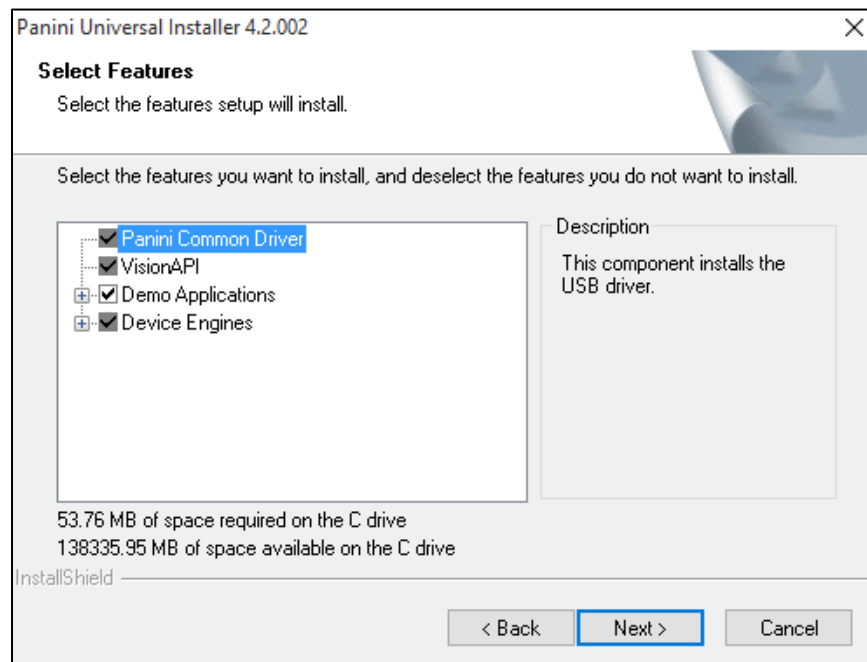 Panini Universal Installer 4.2.002
Select Features
Select the features setup will install.
Select the features you want to install, and deselect the features you do not want to install.
Panini Common Driver
VisionAPI
Demo Applications
Device Engines
Description
This component installs the
USB driver.
53.76 MB of space required on the C drive
138335.95 MB of space available on the C drive
InstallShield
< Back
Next >
Cancel